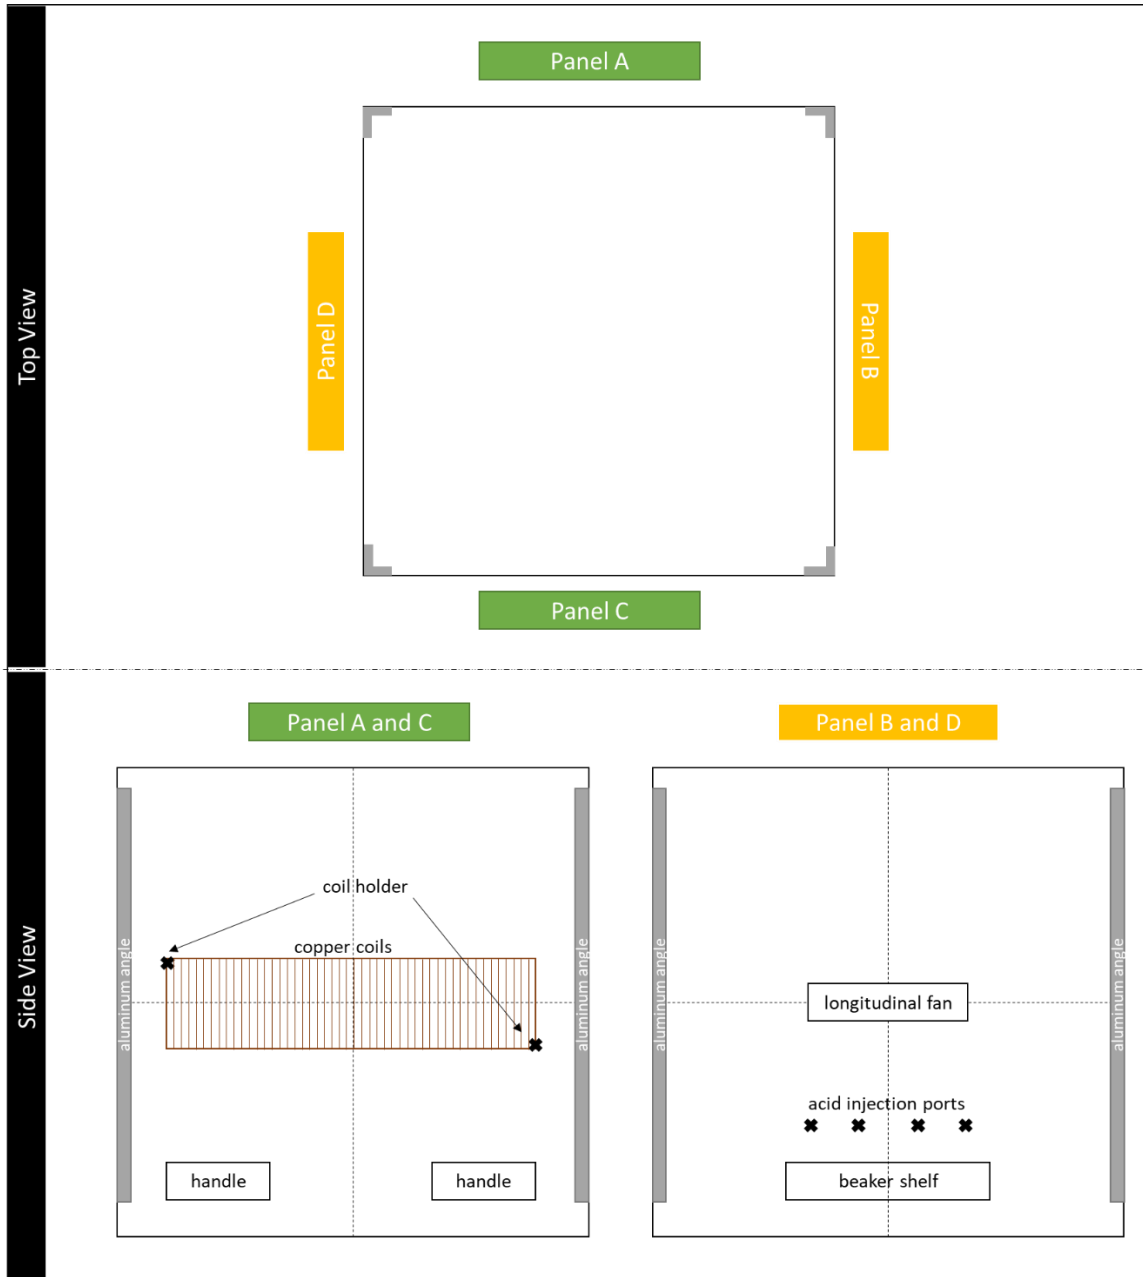 Top View
Panel A
Panel D
Panel B
Panel C
Side View
Panel A and C
Panel B and D
coil holder
copper coils
aluminum angle
aluminum angle
handle
handle
aluminum angle
aluminum angle
longitudinal fan
acid injection ports
beaker shelf